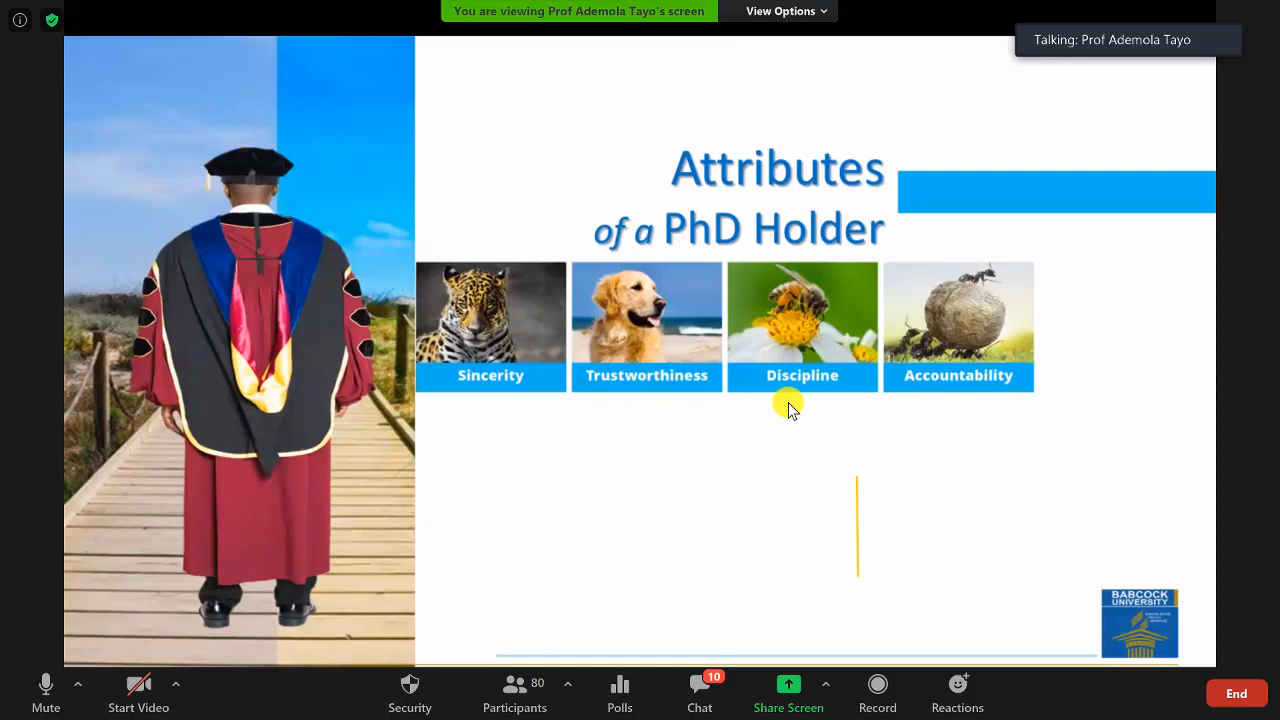 You are viewing Prof Ademola Tayo's screen
View Options
Talking: Prof Ademola Tayo
Attributes
of a PhD Holder
Sincerity
Trustworthiness
Discipline
Accountability
BABCOCK
UNIVERSITY
Mute
Start Video
Security
Participants
80
Polls
Chat
10
Share Screen
Record
Reactions
End